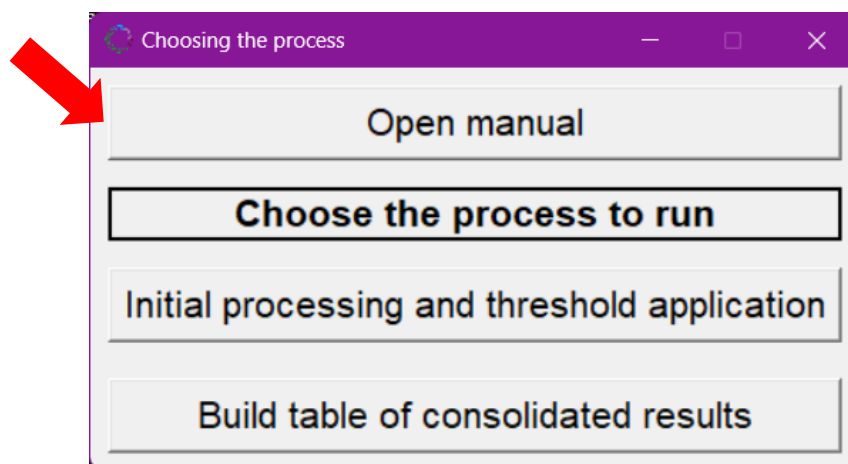 Choosing the process
Open manual
Choose the process to run
Initial processing and threshold application
Build table of consolidated results